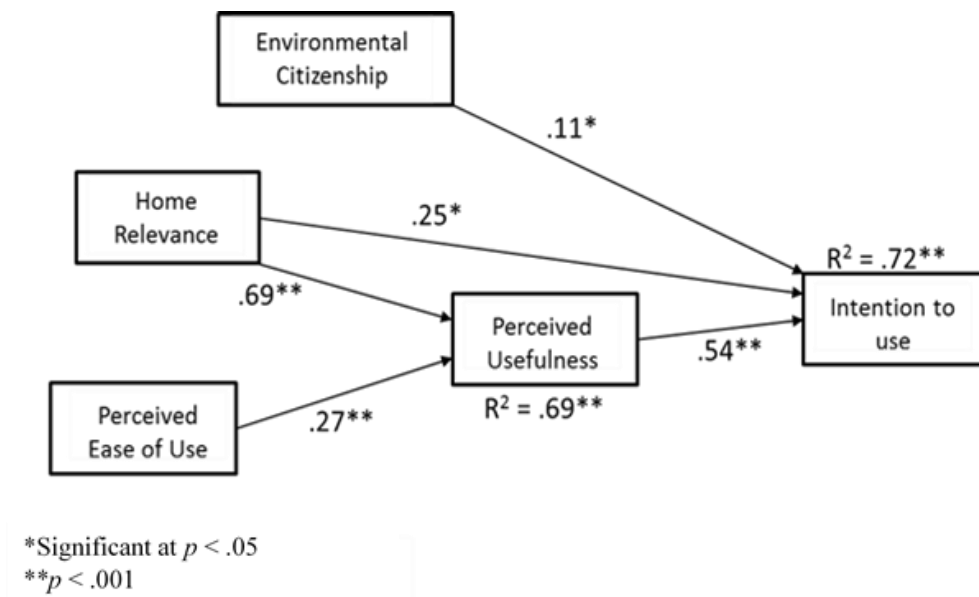 Environmental
Citizenship
.11*
Home
Relevance
.25*
R² = .72**
.69**
Intention to
use
Perceived
Usefulness
.54**
R² = .69**
Perceived
Ease of Use
.27**
*Significant at p < .05
**p < .001